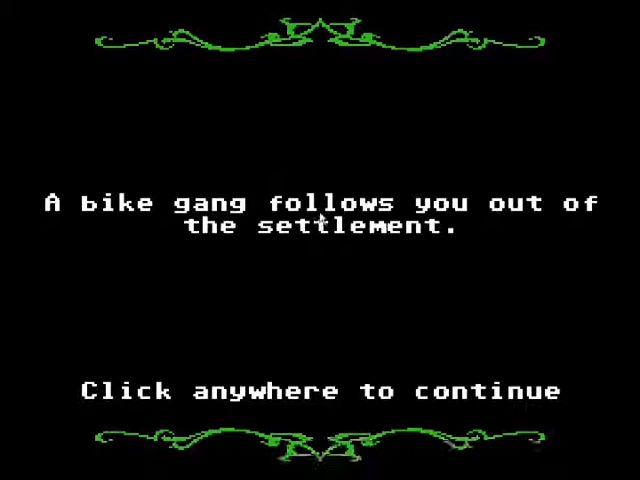 A bike gang follows you out of
the settlement.
Click anywhere to continue